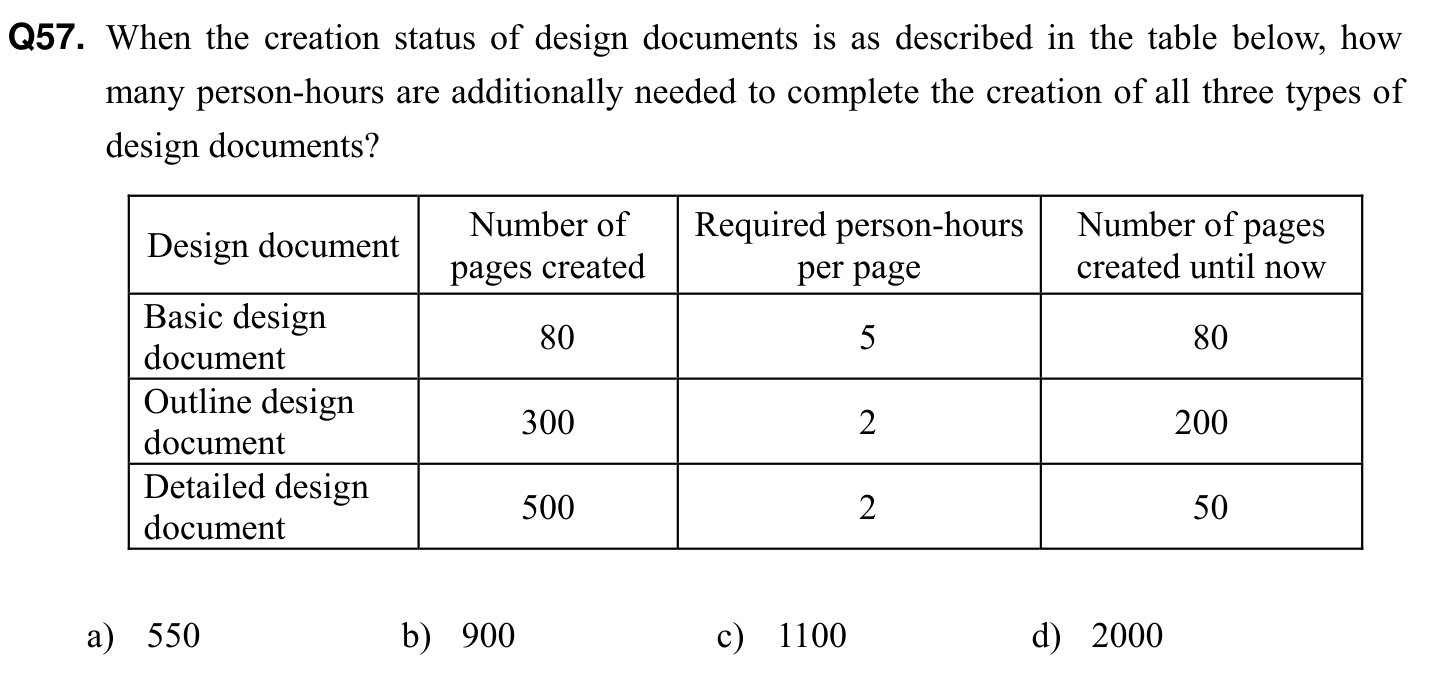 Q57. When the creation status of design documents is as described in the table below, how
many person-hours are additionally needed to complete the creation of all three types of
design documents?
Design document
Number of
pages created
Required person-hours
per page
Number of pages
created until now
Basic design
document
80
5
80
Outline design
document
300
2
200
Detailed design
document
500
2
50
a) 550 b) 900 c) 1100 d) 2000